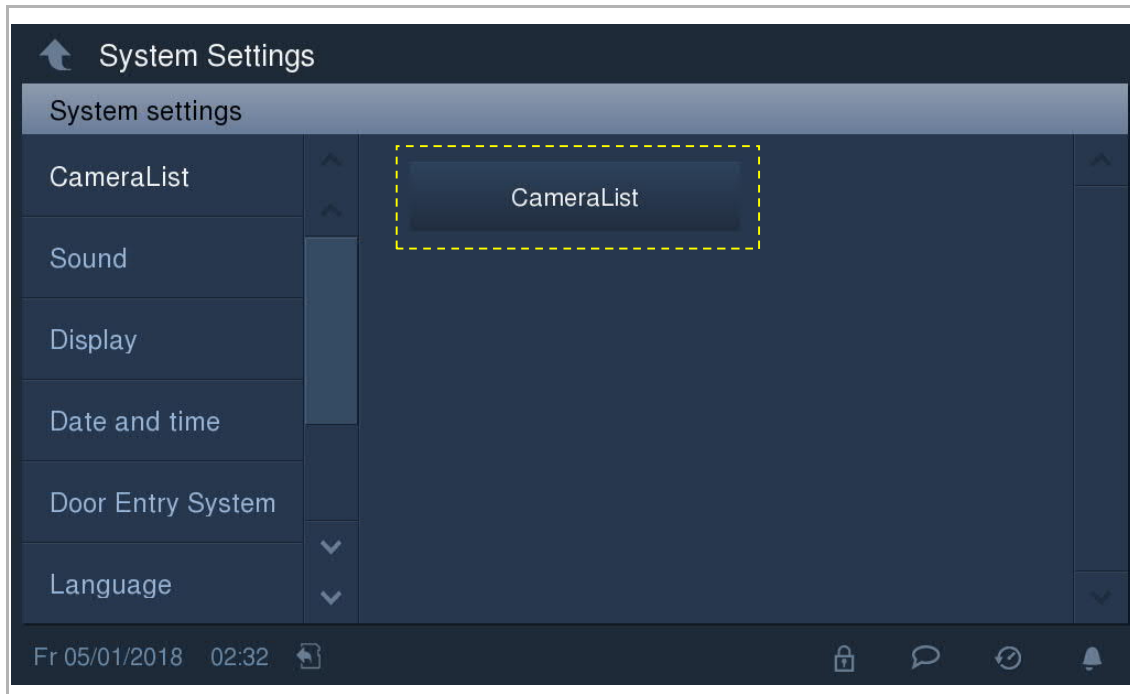 System Settings
System settings
CameraList
CameraList
Sound
Display
Date and time
Door Entry System
Language
Fr 05/01/2018 02:32